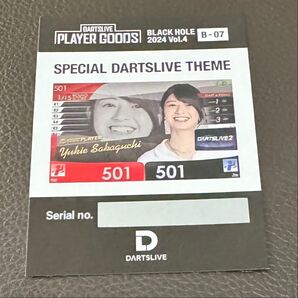 DARTSLIVE
PLAYER GOODS
BLACK HOLE
2024 Vol.4
B-07
SPECIAL DARTSLIVE THEME
501
Yukie Sakaguchi
DARTSLIVE2
501
501
Serial no.
DARTSLIVE